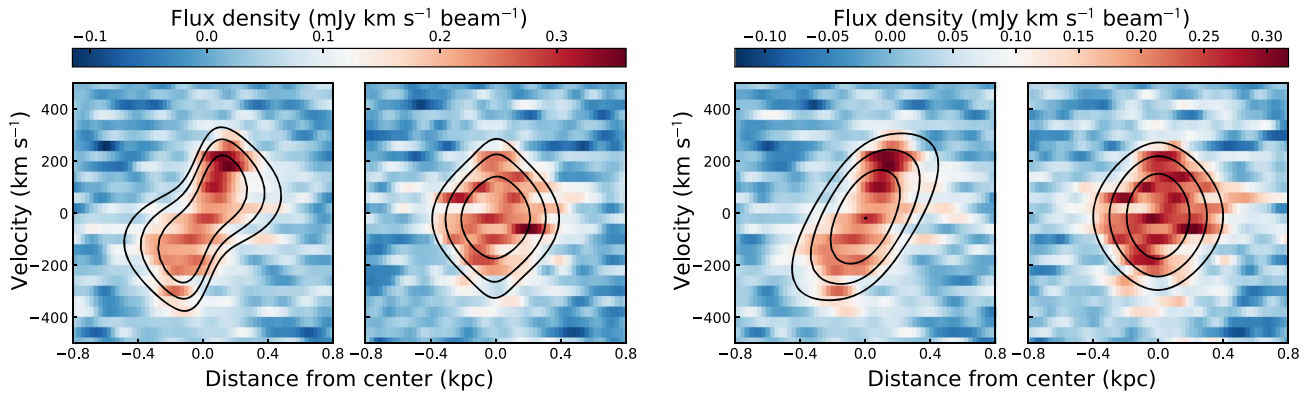 Flux density (mJy km s⁻¹ beam⁻¹)
−0.1 0.0 0.1 0.2 0.3
Velocity (km s⁻¹)
400
200
0
−200
−400
−0.8 −0.4 0.0 0.4 0.8
−0.4 0.0 0.4 0.8
Distance from center (kpc)
Flux density (mJy km s⁻¹ beam⁻¹)
−0.10 −0.05 0.00 0.05 0.10 0.15 0.20 0.25 0.30
Velocity (km s⁻¹)
400
200
0
−200
−400
−0.8 −0.4 0.0 0.4 0.8
−0.4 0.0 0.4 0.8
Distance from center (kpc)